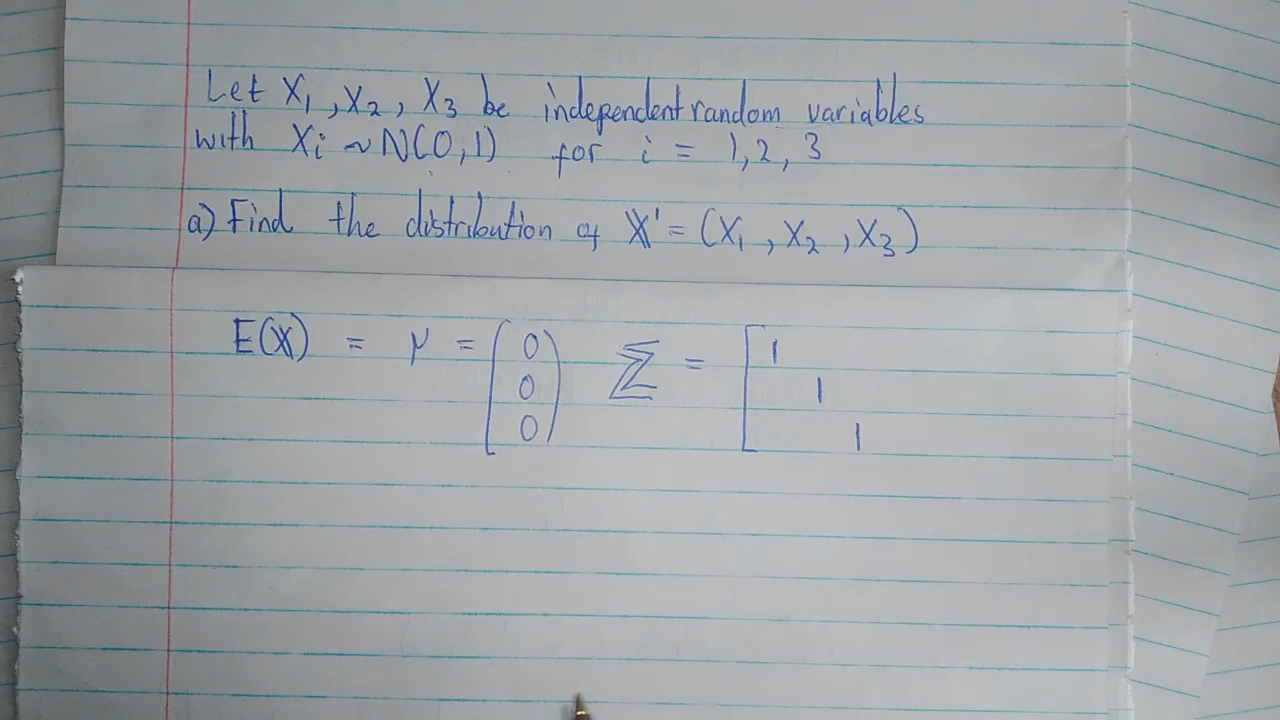 Let X₁, X₂, X₃ be independent random variables
with Xi ~ N(0,1) for i = 1,2,3
a) Find the distribution of X' = (X₁, X₂, X₃)
E(X) = μ = ( 0 Σ = [ 1
0 1
0 ) 1